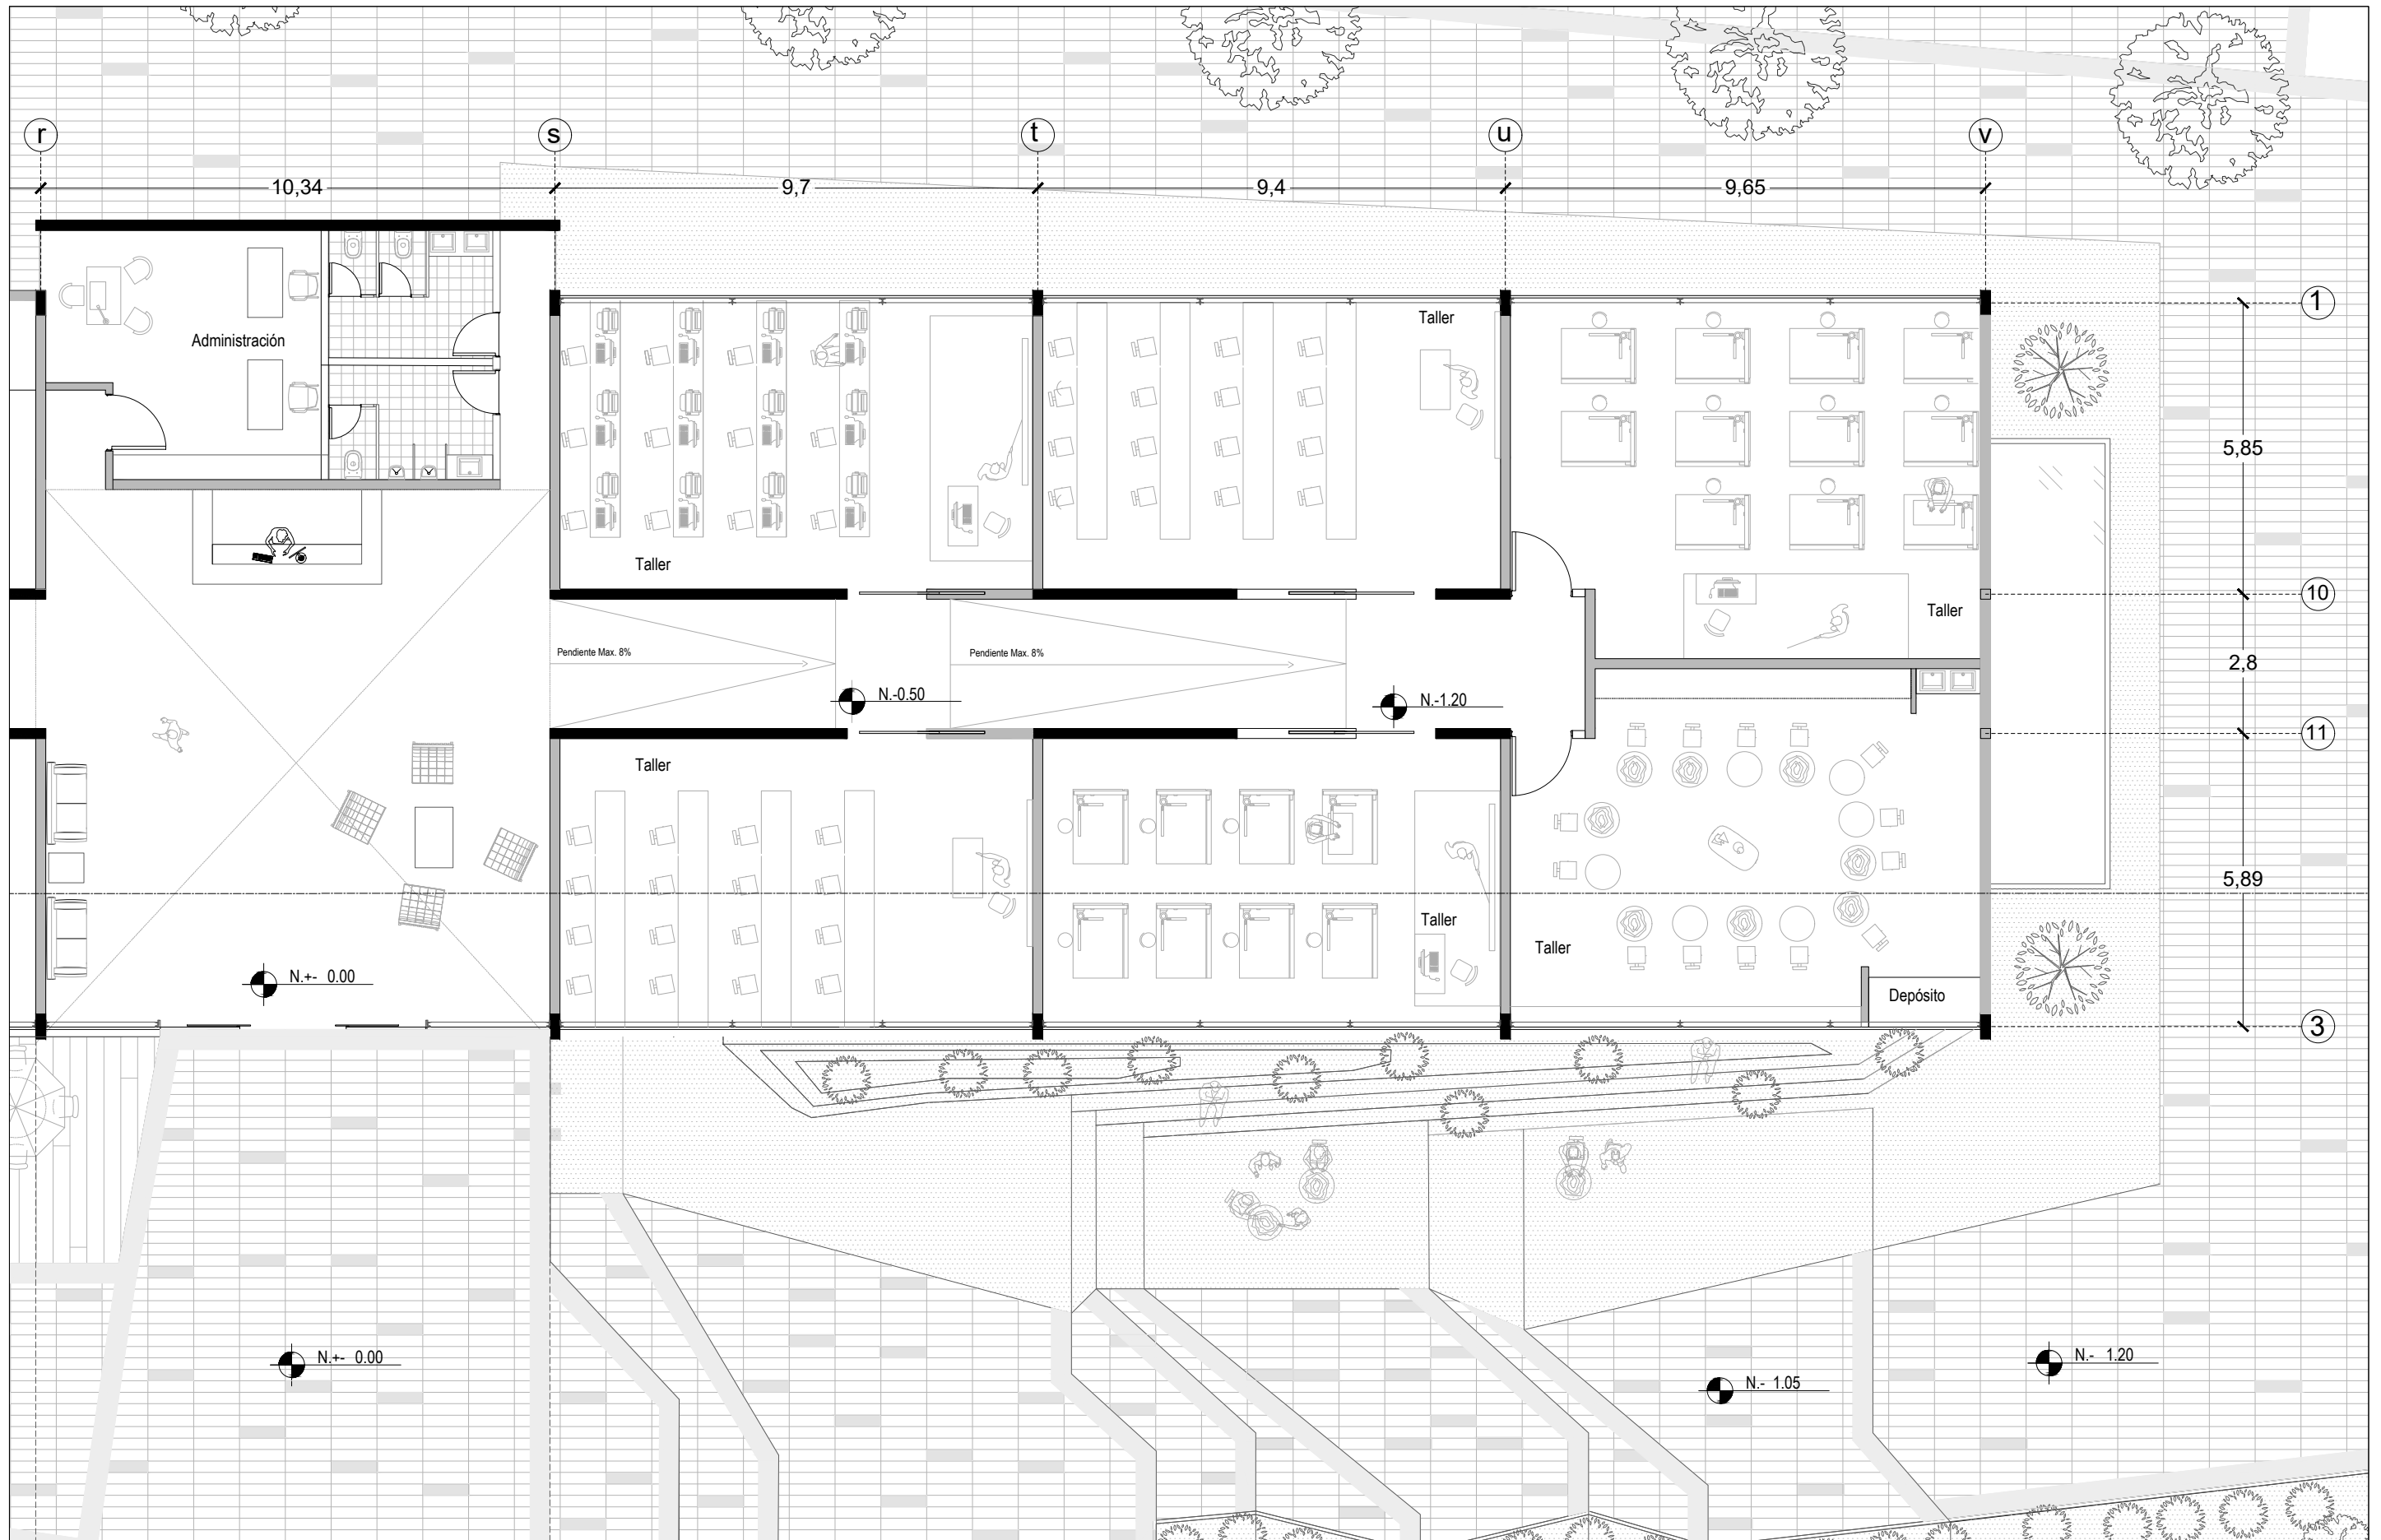 r s t u v
10,34 9,7 9,4 9,65
1
Taller
Administración
5,85
Taller
10
Taller
Pendiente Max. 8% Pendiente Max. 8%
2,8
N.-0.50 N.-1.20
11
Taller
5,89
Taller
Taller
N.+- 0.00
Depósito
3
N.+- 0.00
N.- 1.20
N.- 1.05